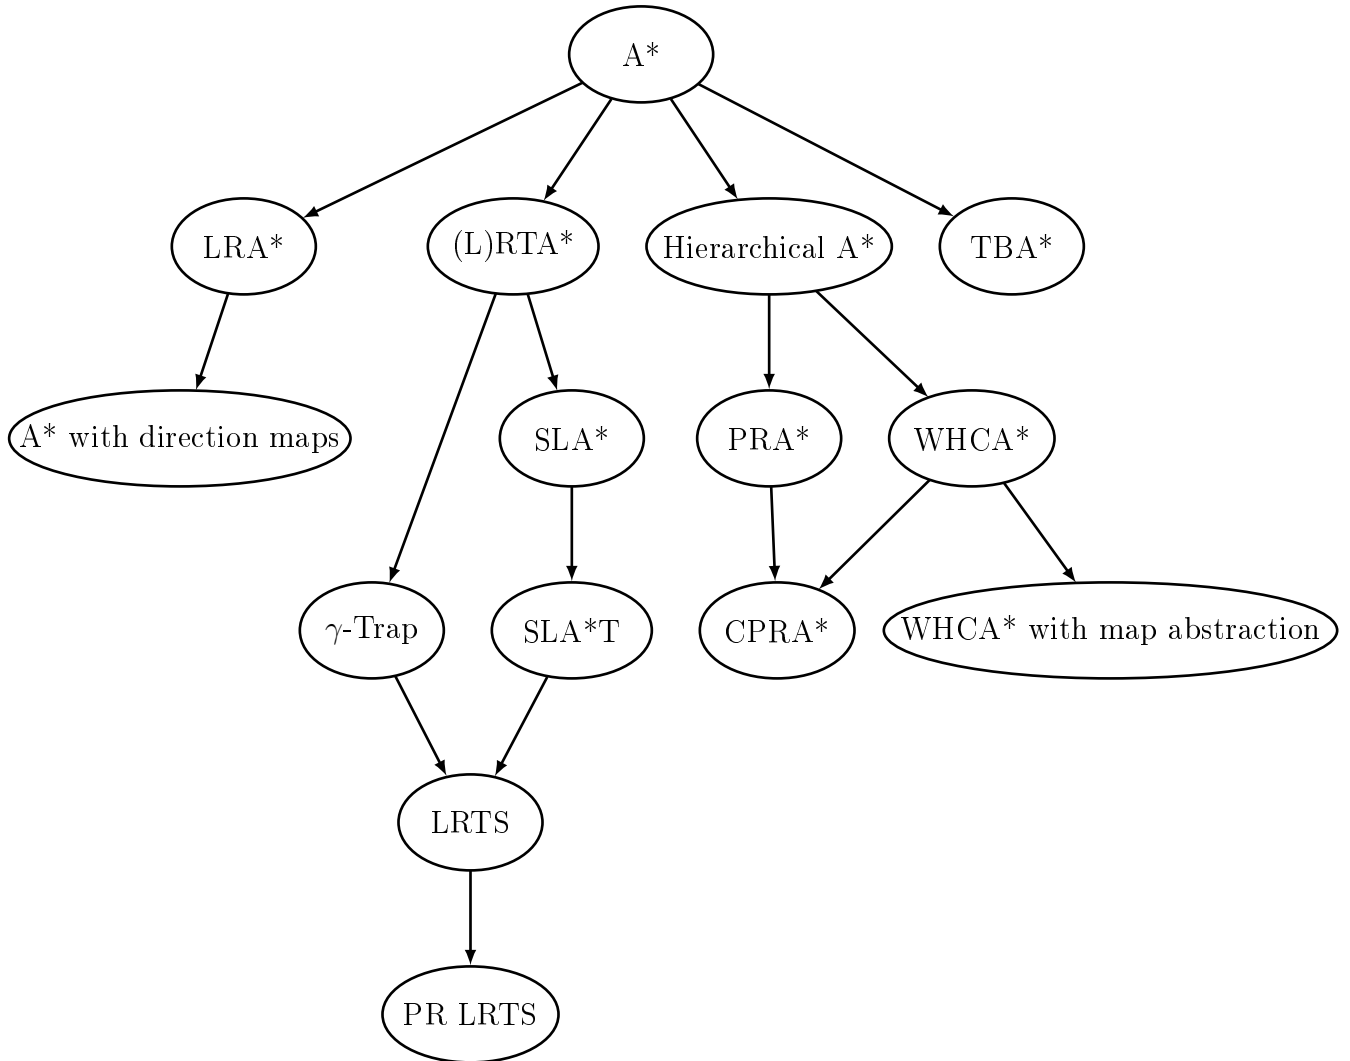 A*
LRA*
(L)RTA*
Hierarchical A*
TBA*
A* with direction maps
SLA*
PRA*
WHCA*
γ-Trap
SLA*T
CPRA*
WHCA* with map abstraction
LRTS
PR LRTS